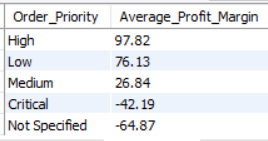 Order_Priority Average_Profit_Margin
High 97.82
Low 76.13
Medium 26.84
Critical -42.19
Not Specified -64.87